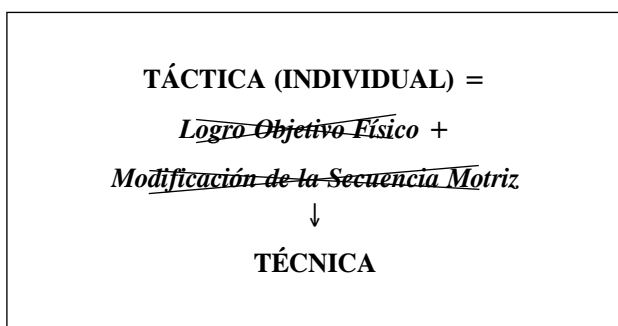 TÁCTICA (INDIVIDUAL) =
Logro Objetivo Físico +
Modificación de la Secuencia Motriz
↓
TÉCNICA